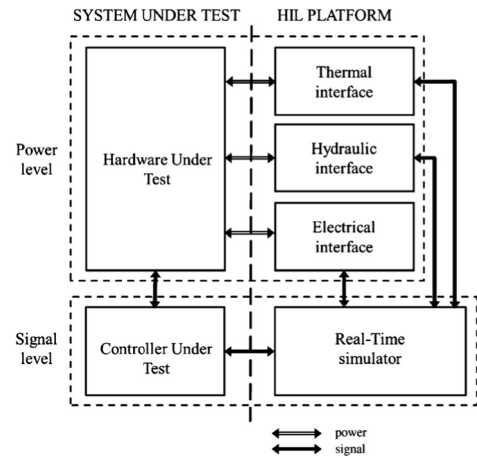 SYSTEM UNDER TEST
HIL PLATFORM
Power
level
Hardware Under
Test
Thermal
interface
Hydraulic
interface
Electrical
interface
Signal
level
Controller Under
Test
Real-Time
simulator
power
signal